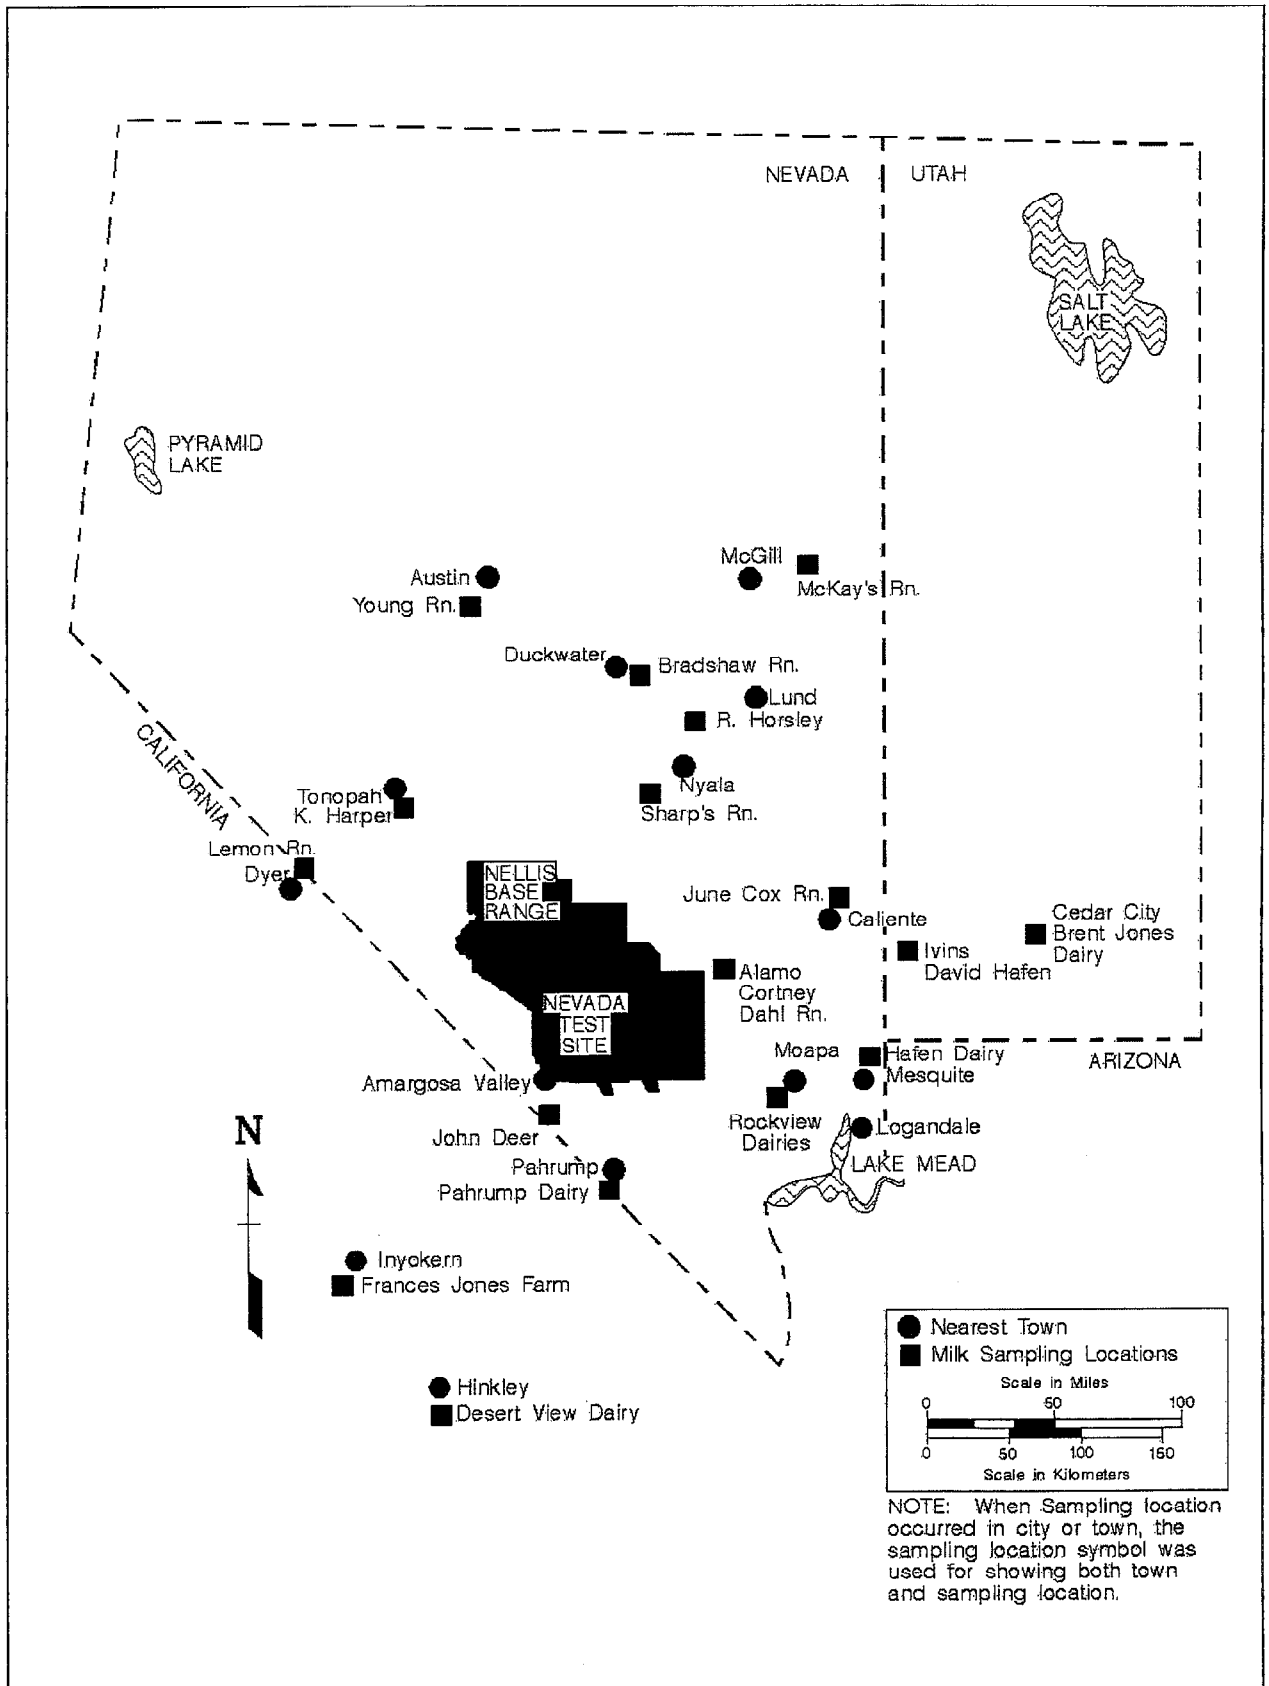 NEVADA
UTAH
SALT
LAKE
PYRAMID
LAKE
McGill
McKay's Rn.
Austin
Young Rn.
Duckwater
Bradshaw Rn.
Lund
R. Horsley
Nyala
Sharp's Rn.
CALIFORNIA
Tonopah
K. Harper
Lemon Rn.
Dyer
NELLIS
BASE
RANGE
June Cox Rn.
Caliente
Cedar City
Brent Jones
Dairy
Ivins
David Hafen
Alamo
Cortney
Dahl Rn.
NEVADA
TEST
SITE
Moapa
Hafen Dairy
Mesquite
ARIZONA
Amargosa Valley
John Deer
Rockview
Dairies
Logandale
LAKE MEAD
N
Pahrump
Pahrump Dairy
Inyokern
Frances Jones Farm
Hinkley
Desert View Dairy
Nearest Town
Milk Sampling Locations
Scale in Miles
0 50 100
0 50 100 150
Scale in Kilometers
NOTE: When Sampling location
occurred in city or town, the
sampling location symbol was
used for showing both town
and sampling location.